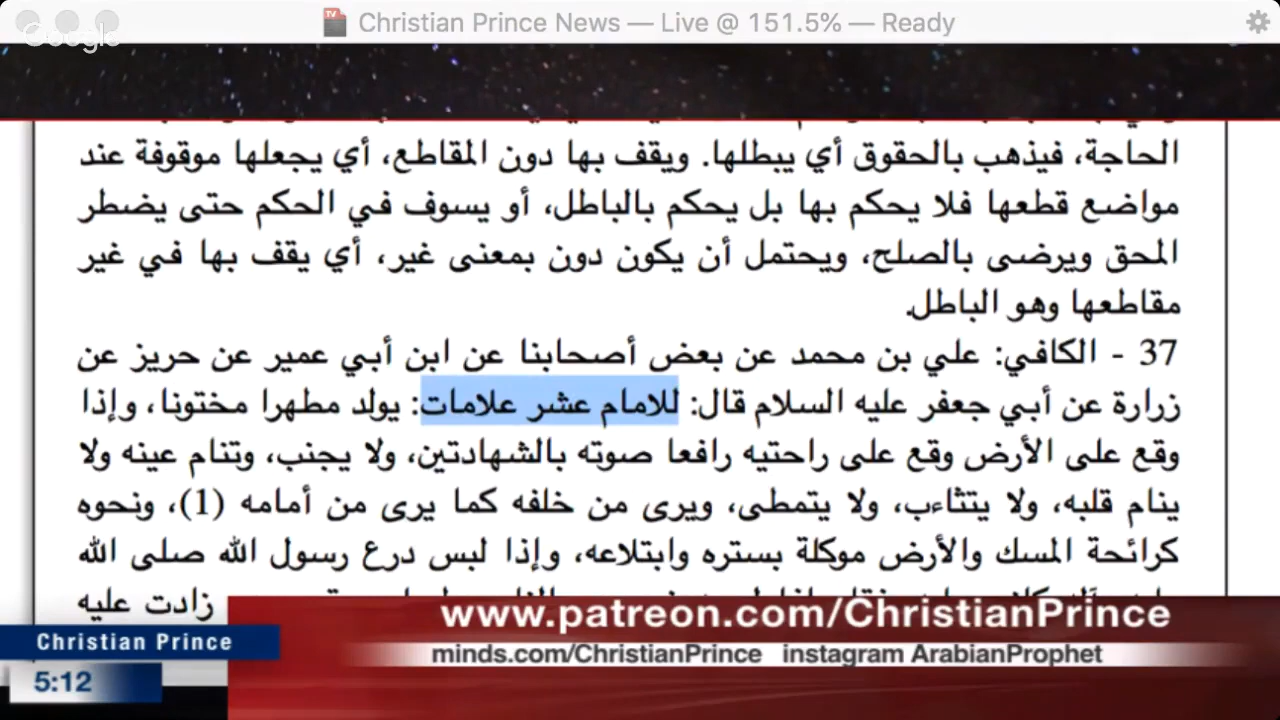 Christian Prince News — Live @ 151.5% — Ready
Google
الحاجة، فيذهب بالحقوق أي يبطلها. ويقف بها دون المقاطع، أي يجعلها موقوفة عند
مواضع قطعها فلا يحكم بها بل يحكم بالباطل، أو يسوف في الحكم حتى يضطر
المحق ويرضى بالصلح، ويحتمل أن يكون دون بمعنى غير، أي يقف بها في غير
مقاطعها وهو الباطل.
37 - الكافي: علي بن محمد عن بعض أصحابنا عن ابن أبي عمير عن حريز عن
زرارة عن أبي جعفر عليه السلام قال: للامام عشر علامات: يولد مطهرا مختونا، وإذا
وقع على الأرض وقع على راحتيه رافعا صوته بالشهادتين، ولا يجنب، وتنام عينه ولا
ينام قلبه، ولا يتثاءب، ولا يتمطى، ويرى من خلفه كما يرى من أمامه (1)، ونحوه
كرائحة المسك والأرض موكلة بستره وابتلاعه، وإذا لبس درع رسول الله صلى الله
زادت عليه
www.patreon.com/ChristianPrince
Christian Prince
minds.com/ChristianPrince instagram ArabianProphet
5:12